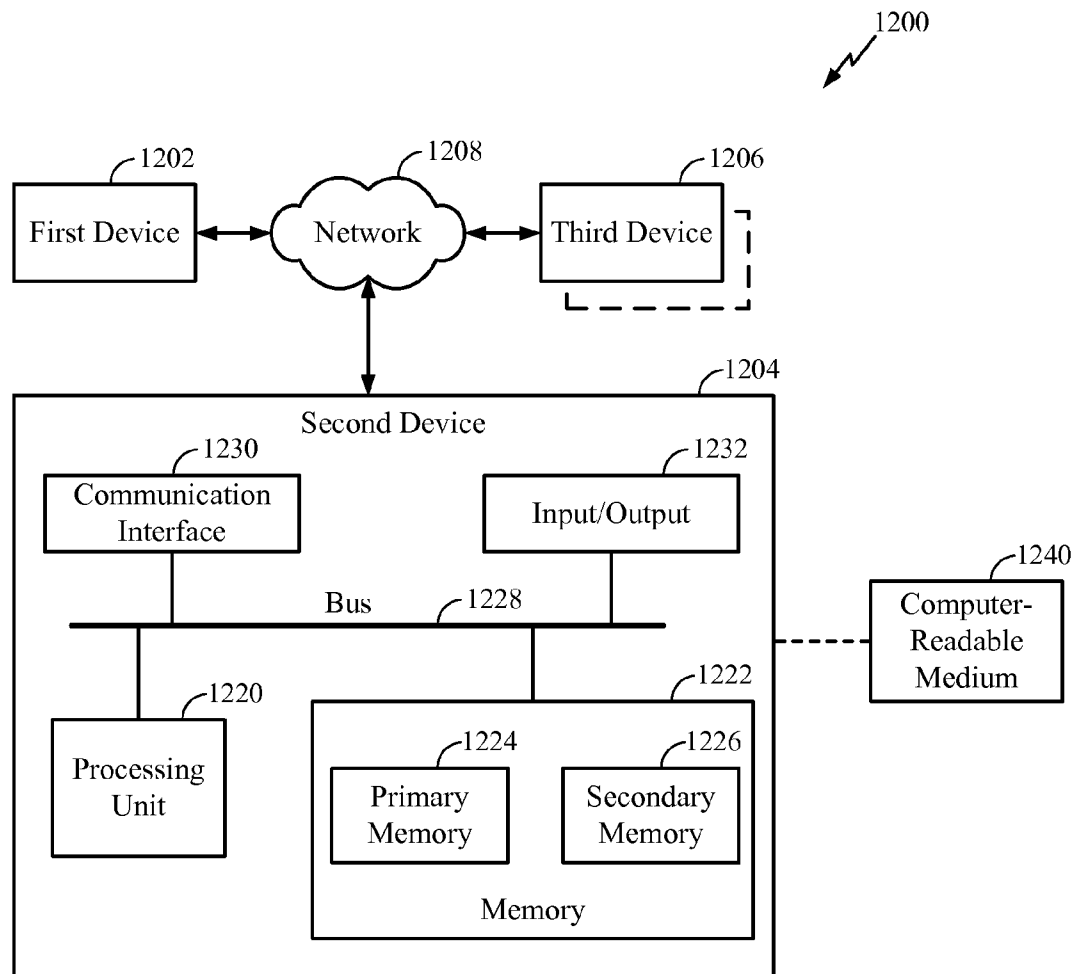 1200
1202
1208
1206
First Device
Network
Third Device
1204
Second Device
1230
1232
Communication
Interface
Input/Output
1240
Computer-
Readable
Medium
Bus
1228
1220
1222
Processing
Unit
1224
1226
Primary
Memory
Secondary
Memory
Memory